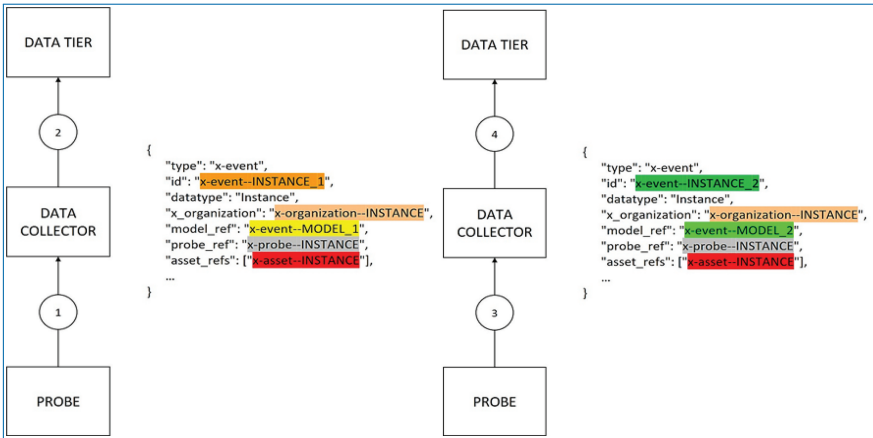 DATA TIER
2
DATA
COLLECTOR
1
PROBE
{
"type": "x-event",
"id": "x-event--INSTANCE_1",
"datatype": "Instance",
"x_organization": "x-organization--INSTANCE",
"model_ref": "x-event--MODEL_1",
"probe_ref": "x-probe--INSTANCE",
"asset_refs": ["x-asset--INSTANCE"],
...
}
DATA TIER
4
DATA
COLLECTOR
3
PROBE
{
"type": "x-event",
"id": "x-event--INSTANCE_2",
"datatype": "Instance",
"x_organization": "x-organization--INSTANCE",
"model_ref": "x-event--MODEL_2",
"probe_ref": "x-probe--INSTANCE",
"asset_refs": ["x-asset--INSTANCE"],
...
}